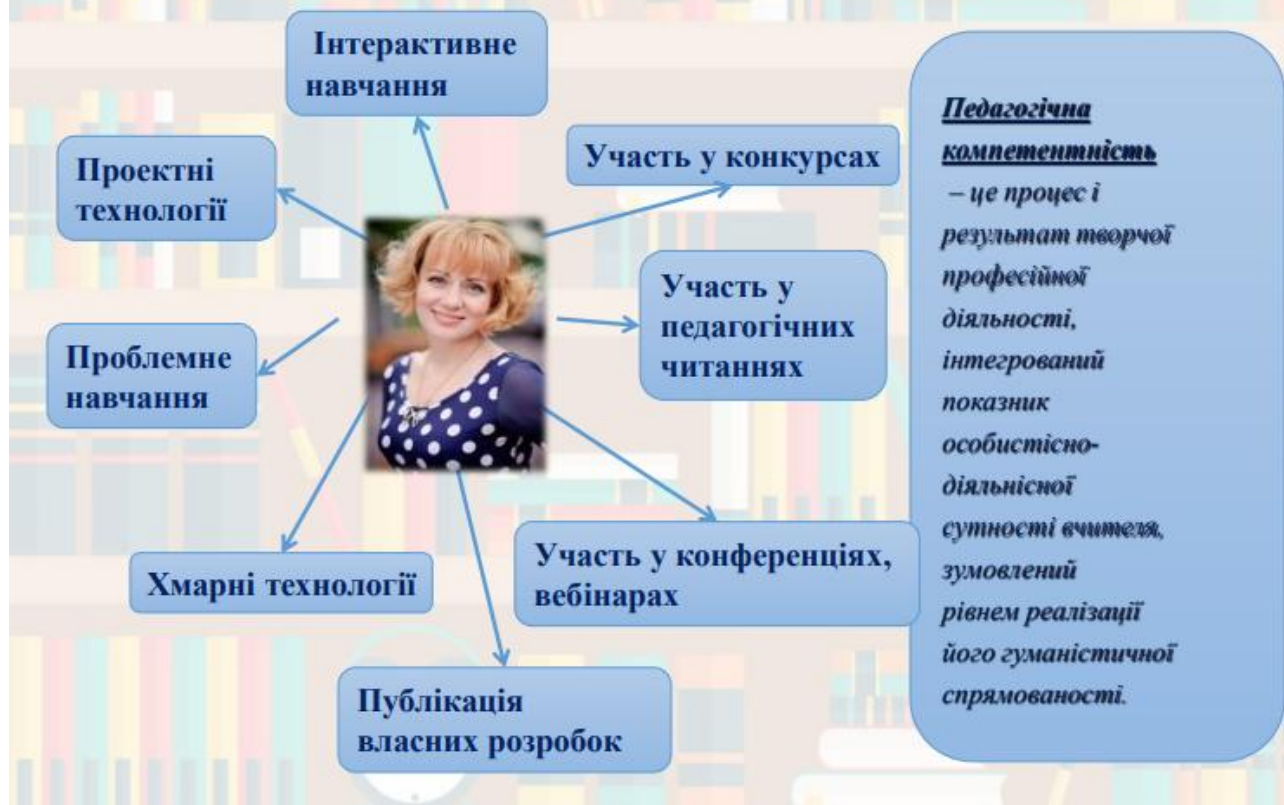 Інтерактивне
навчання
Проектні
технології
Участь у конкурсах
Участь у
педагогічних
читаннях
Проблемне
навчання
Хмарні технології
Участь у конференціях,
вебінарах
Публікація
власних розробок
Педагогічна
компетентність
– це процес і
результат творчої
професійної
діяльності,
інтегрований
показник
особистісно-
діяльнісної
сутності вчителя,
зумовлений
рівнем реалізації
його гуманістичної
спрямованості.